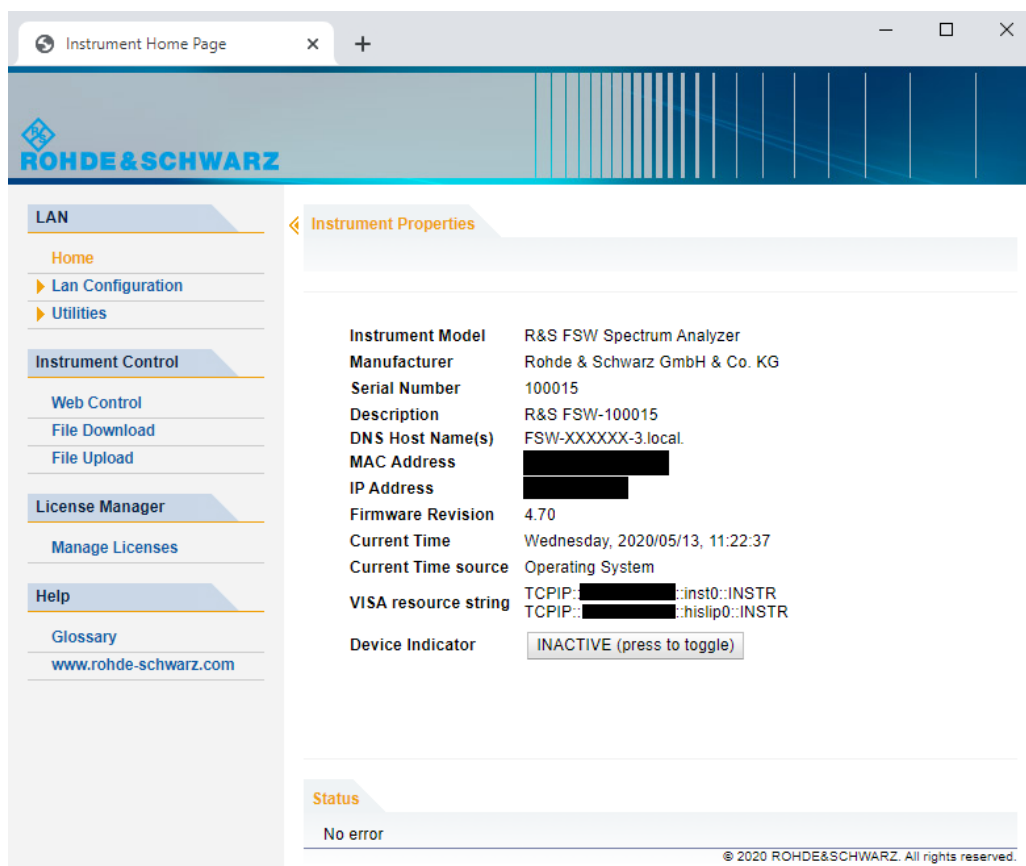 Instrument Home Page
R&S
ROHDE&SCHWARZ
LAN
Home
Lan Configuration
Utilities
Instrument Control
Web Control
File Download
File Upload
License Manager
Manage Licenses
Help
Glossary
www.rohde-schwarz.com
Instrument Properties
Instrument Model R&S FSW Spectrum Analyzer
Manufacturer Rohde & Schwarz GmbH & Co. KG
Serial Number 100015
Description R&S FSW-100015
DNS Host Name(s) FSW-XXXXXX-3.local.
MAC Address
IP Address
Firmware Revision 4.70
Current Time Wednesday, 2020/05/13, 11:22:37
Current Time source Operating System
VISA resource string TCPIP:: ::inst0::INSTR
TCPIP:: ::hislip0::INSTR
Device Indicator INACTIVE (press to toggle)
Status
No error
© 2020 ROHDE&SCHWARZ. All rights reserved.